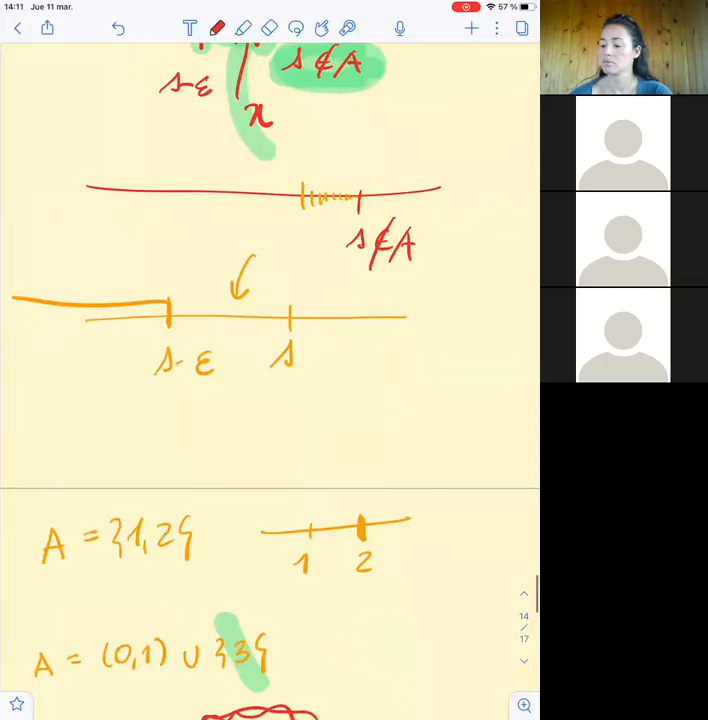 14:11 Jue 11 mar.
57 %
s-ε
x
s∉A
s∉A
s-ε
s
A = {1,2}
1
2
A = (0,1) ∪ {3}
14
/
17